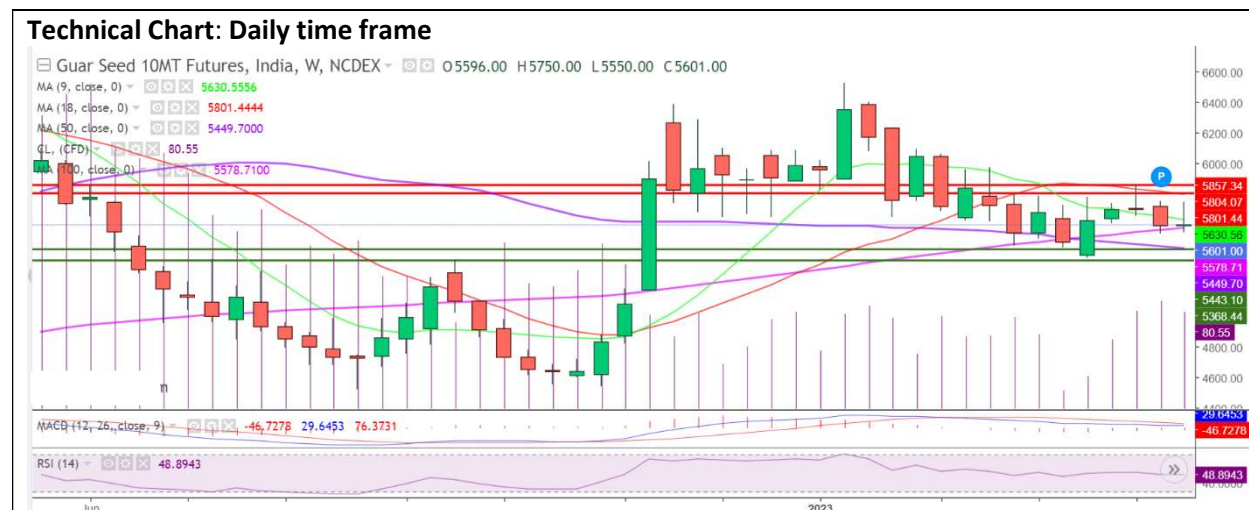 Technical Chart: Daily time frame
Guar Seed 10MT Futures, India, W, NCDEX O5596.00 H5750.00 L5550.00 C5601.00
MA (9, close, 0) 5630.5556
MA (18, close, 0) 5801.4444
MA (50, close, 0) 5449.7000
CL, (CFD) 80.55
MA (100, close, 0) 5578.7100
6600.00
6400.00
6200.00
6000.00
P
5857.34
5804.07
5801.44
5630.56
5601.00
5578.71
5449.70
5443.10
5368.44
80.55
4800.00
4600.00
4400.00
n
MACD (12, 26, close, 9) -46.7278 29.6453 76.3731
29.6453
-46.7278
RSI (14) 48.8943
48.8943
40.0000
Jun
2023